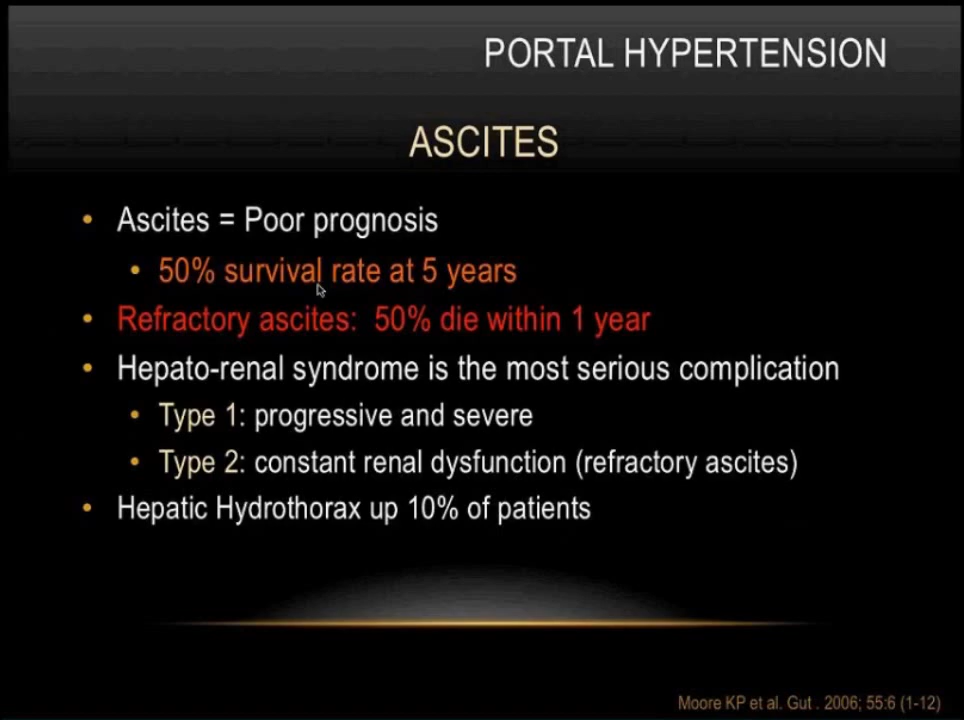 PORTAL HYPERTENSION
ASCITES
• Ascites = Poor prognosis
• 50% survival rate at 5 years
• Refractory ascites: 50% die within 1 year
• Hepato-renal syndrome is the most serious complication
• Type 1: progressive and severe
• Type 2: constant renal dysfunction (refractory ascites)
• Hepatic Hydrothorax up 10% of patients
Moore KP et al. Gut . 2006; 55:6 (1-12)